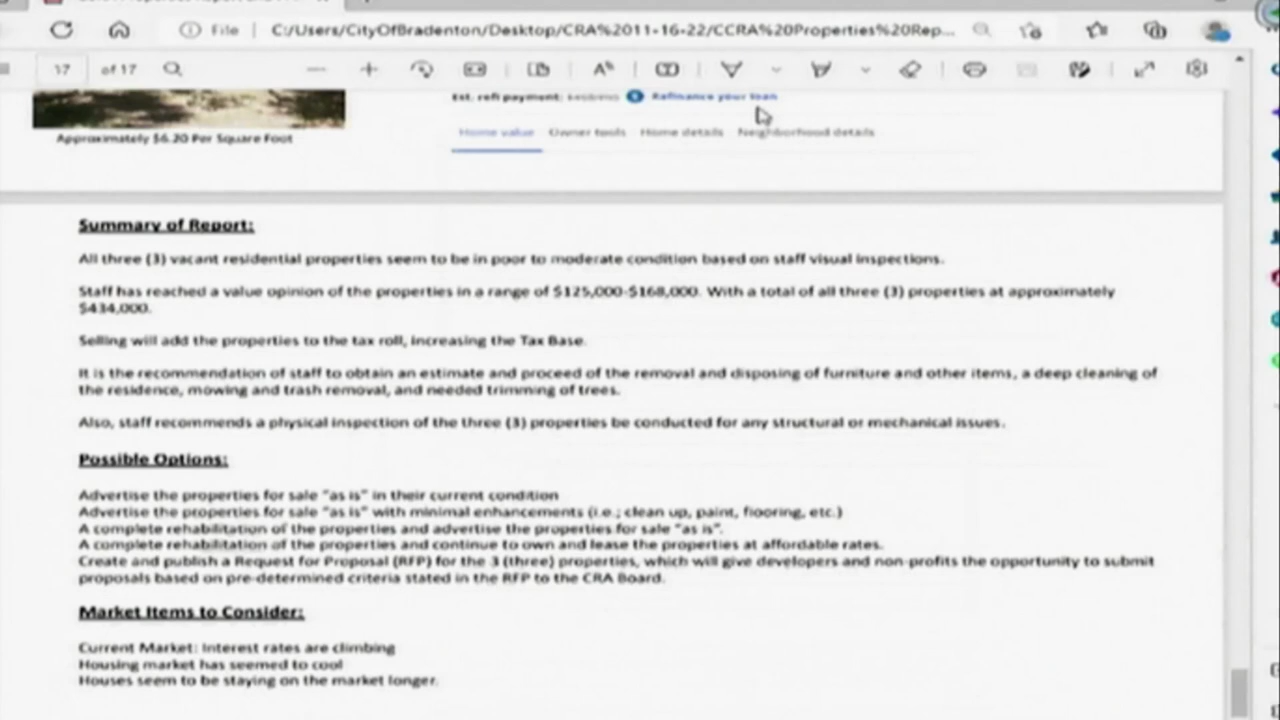 File | C:/Users/CityOfBradenton/Desktop/CRA%2011-16-22/CCRA%20Properties%20Rep...
17 of 17
Est. refi payment: Refinance your loan
Approximately $6.20 Per Square Foot
Home value Owner tools Home details Neighborhood details
Summary of Report:
All three (3) vacant residential properties seem to be in poor to moderate condition based on staff visual inspections.
Staff has reached a value opinion of the properties in a range of $125,000-$168,000. With a total of all three (3) properties at approximately
$434,000.
Selling will add the properties to the tax roll, increasing the Tax Base.
It is the recommendation of staff to obtain an estimate and proceed of the removal and disposing of furniture and other items, a deep cleaning of
the residence, mowing and trash removal, and needed trimming of trees.
Also, staff recommends a physical inspection of the three (3) properties be conducted for any structural or mechanical issues.
Possible Options:
Advertise the properties for sale "as is" in their current condition
Advertise the properties for sale "as is" with minimal enhancements (i.e.; clean up, paint, flooring, etc.)
A complete rehabilitation of the properties and advertise the properties for sale "as is".
A complete rehabilitation of the properties and continue to own and lease the properties at affordable rates.
Create and publish a Request for Proposal (RFP) for the 3 (three) properties, which will give developers and non-profits the opportunity to submit
proposals based on pre-determined criteria stated in the RFP to the CRA Board.
Market Items to Consider:
Current Market: Interest rates are climbing
Housing market has seemed to cool
Houses seem to be staying on the market longer.